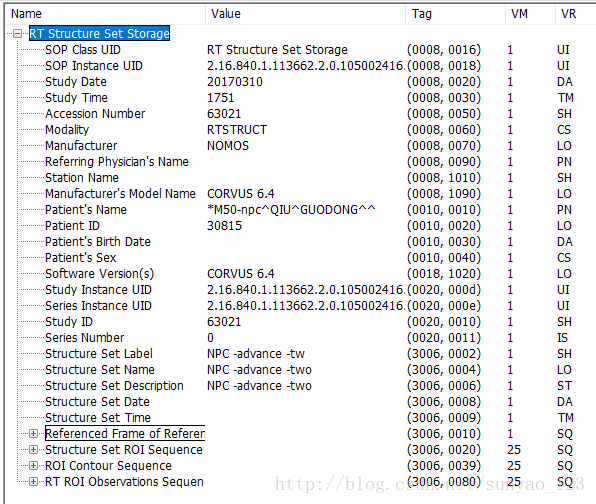 Name Value Tag VM VR
RT Structure Set Storage
SOP Class UID RT Structure Set Storage (0008, 0016) 1 UI
SOP Instance UID 2.16.840.1.113662.2.0.105002416. (0008, 0018) 1 UI
Study Date 20170310 (0008, 0020) 1 DA
Study Time 1751 (0008, 0030) 1 TM
Accession Number 63021 (0008, 0050) 1 SH
Modality RTSTRUCT (0008, 0060) 1 CS
Manufacturer NOMOS (0008, 0070) 1 LO
Referring Physician's Name (0008, 0090) 1 PN
Station Name (0008, 1010) 1 SH
Manufacturer's Model Name CORVUS 6.4 (0008, 1090) 1 LO
Patient's Name *M50-npc^QIU^GUODONG^^ (0010, 0010) 1 PN
Patient ID 30815 (0010, 0020) 1 LO
Patient's Birth Date (0010, 0030) 1 DA
Patient's Sex (0010, 0040) 1 CS
Software Version(s) CORVUS 6.4 (0018, 1020) 1 LO
Study Instance UID 2.16.840.1.113662.2.0.105002416. (0020, 000d) 1 UI
Series Instance UID 2.16.840.1.113662.2.0.105002416. (0020, 000e) 1 UI
Study ID 63021 (0020, 0010) 1 SH
Series Number 0 (0020, 0011) 1 IS
Structure Set Label NPC -advance -tw (3006, 0002) 1 SH
Structure Set Name NPC -advance -two (3006, 0004) 1 LO
Structure Set Description NPC -advance -two (3006, 0006) 1 ST
Structure Set Date (3006, 0008) 1 DA
Structure Set Time (3006, 0009) 1 TM
Referenced Frame of Referen (3006, 0010) 1 SQ
Structure Set ROI Sequence (3006, 0020) 25 SQ
ROI Contour Sequence (3006, 0039) 25 SQ
RT ROI Observations Sequen (3006, 0080) 25 SQ